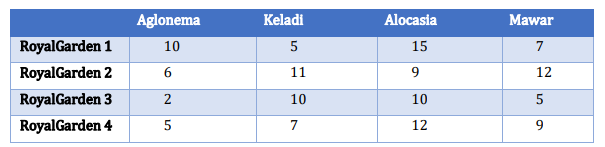 Aglonema Keladi Alocasia Mawar
RoyalGarden 1 10 5 15 7
RoyalGarden 2 6 11 9 12
RoyalGarden 3 2 10 10 5
RoyalGarden 4 5 7 12 9